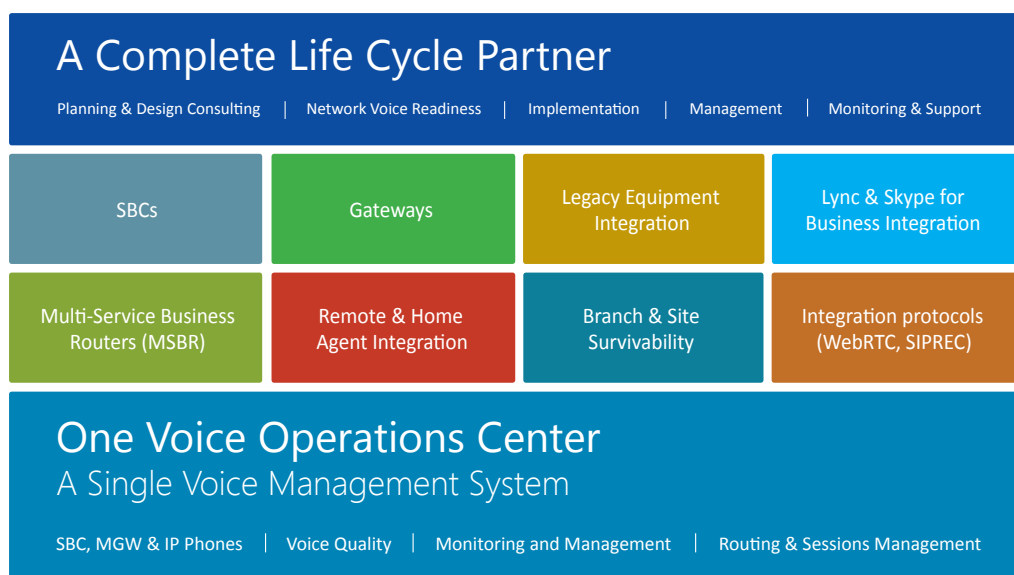 A Complete Life Cycle Partner
Planning & Design Consulting | Network Voice Readiness | Implementation | Management | Monitoring & Support
SBCs
Gateways
Legacy Equipment
Integration
Lync & Skype for
Business Integration
Multi-Service Business
Routers (MSBR)
Remote & Home
Agent Integration
Branch & Site
Survivability
Integration protocols
(WebRTC, SIPREC)
One Voice Operations Center
A Single Voice Management System
SBC, MGW & IP Phones | Voice Quality | Monitoring and Management | Routing & Sessions Management